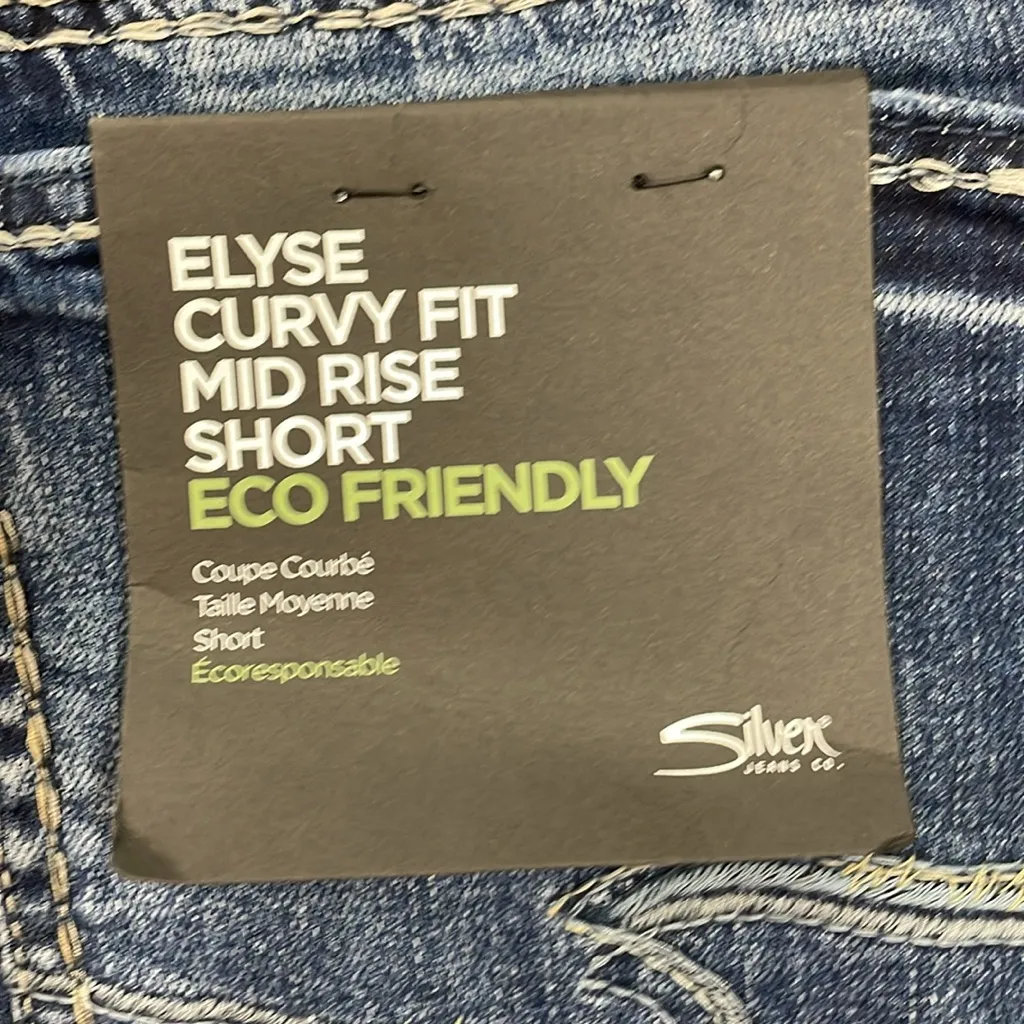 ELYSE
CURVY FIT
MID RISE
SHORT
ECO FRIENDLY
Coupe Courbé
Taille Moyenne
Short
Écoresponsable
Silver
JEANS CO.